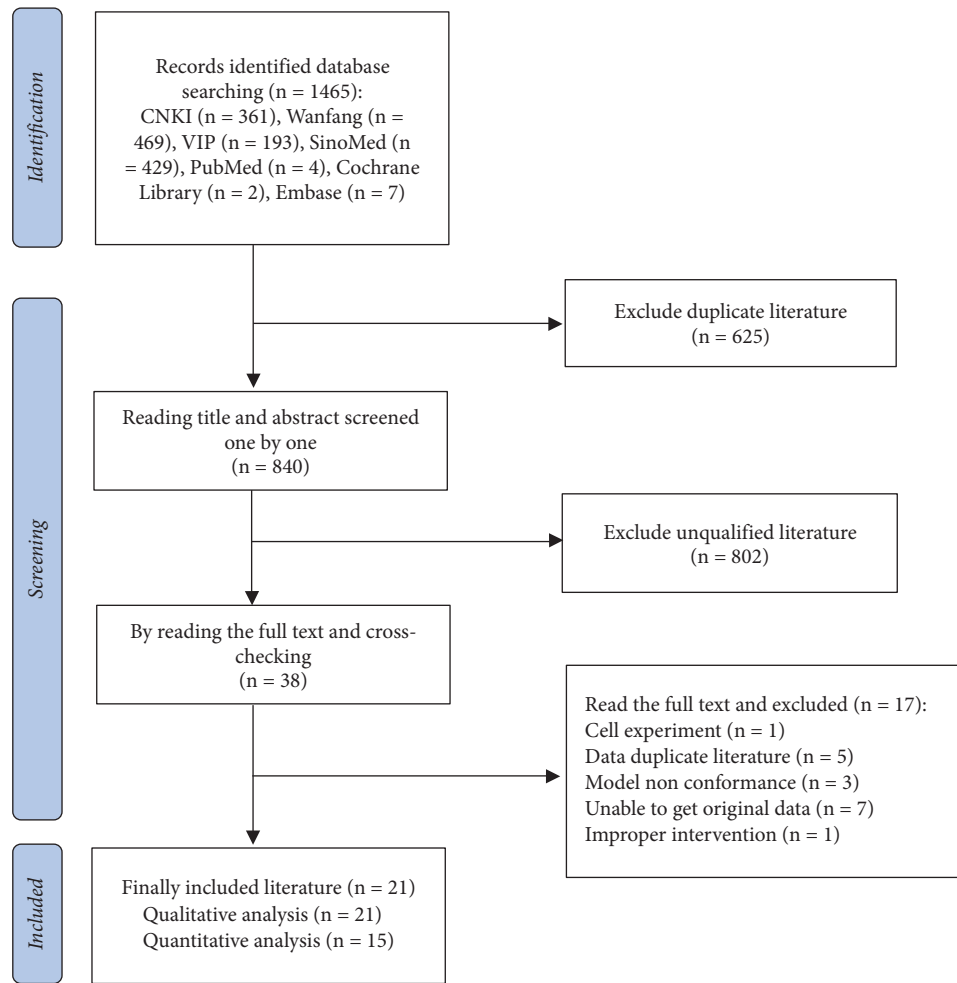 Identification
Records identified database
searching (n = 1465):
CNKI (n = 361), Wanfang (n =
469), VIP (n = 193), SinoMed (n
= 429), PubMed (n = 4), Cochrane
Library (n = 2), Embase (n = 7)
Screening
Exclude duplicate literature
(n = 625)
Reading title and abstract screened
one by one
(n = 840)
Exclude unqualified literature
(n = 802)
By reading the full text and cross-
checking
(n = 38)
Read the full text and excluded (n = 17):
Cell experiment (n = 1)
Data duplicate literature (n = 5)
Model non conformance (n = 3)
Unable to get original data (n = 7)
Improper intervention (n = 1)
Included
Finally included literature (n = 21)
Qualitative analysis (n = 21)
Quantitative analysis (n = 15)